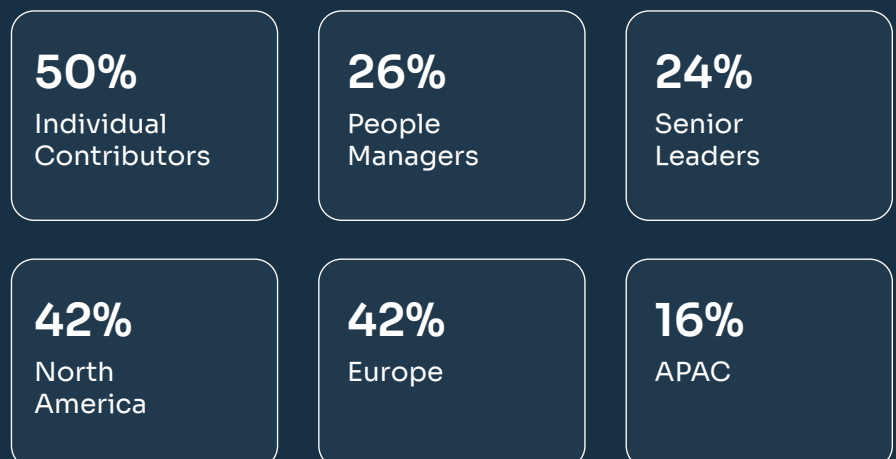 50%
Individual
Contributors
26%
People
Managers
24%
Senior
Leaders
42%
North
America
42%
Europe
16%
APAC